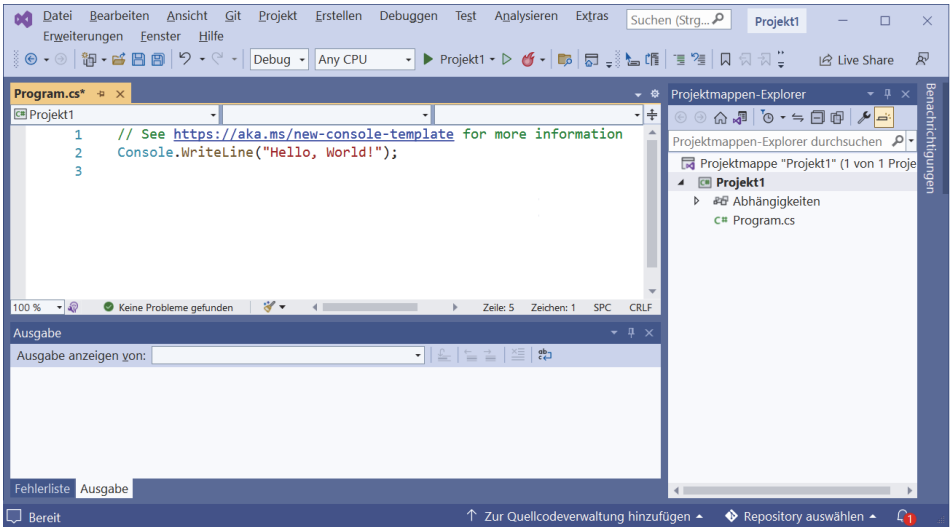 Datei Bearbeiten Ansicht Git Projekt Erstellen Debuggen Test Analysieren Extras Suchen (Strg... Projekt1
Erweiterungen Fenster Hilfe
Debug Any CPU Projekt1 Live Share
Program.cs*
Projekt1
1 // See https://aka.ms/new-console-template for more information
2 Console.WriteLine("Hello, World!");
3
100 % Keine Probleme gefunden Zeile: 5 Zeichen: 1 SPC CRLF
Ausgabe
Ausgabe anzeigen von:
Fehlerliste Ausgabe
Projektmappen-Explorer
Projektmappen-Explorer durchsuchen
Projektmappe "Projekt1" (1 von 1 Proje
Projekt1
Abhängigkeiten
C# Program.cs
Benachrichtigungen
Bereit Zur Quellcodeverwaltung hinzufügen Repository auswählen 1